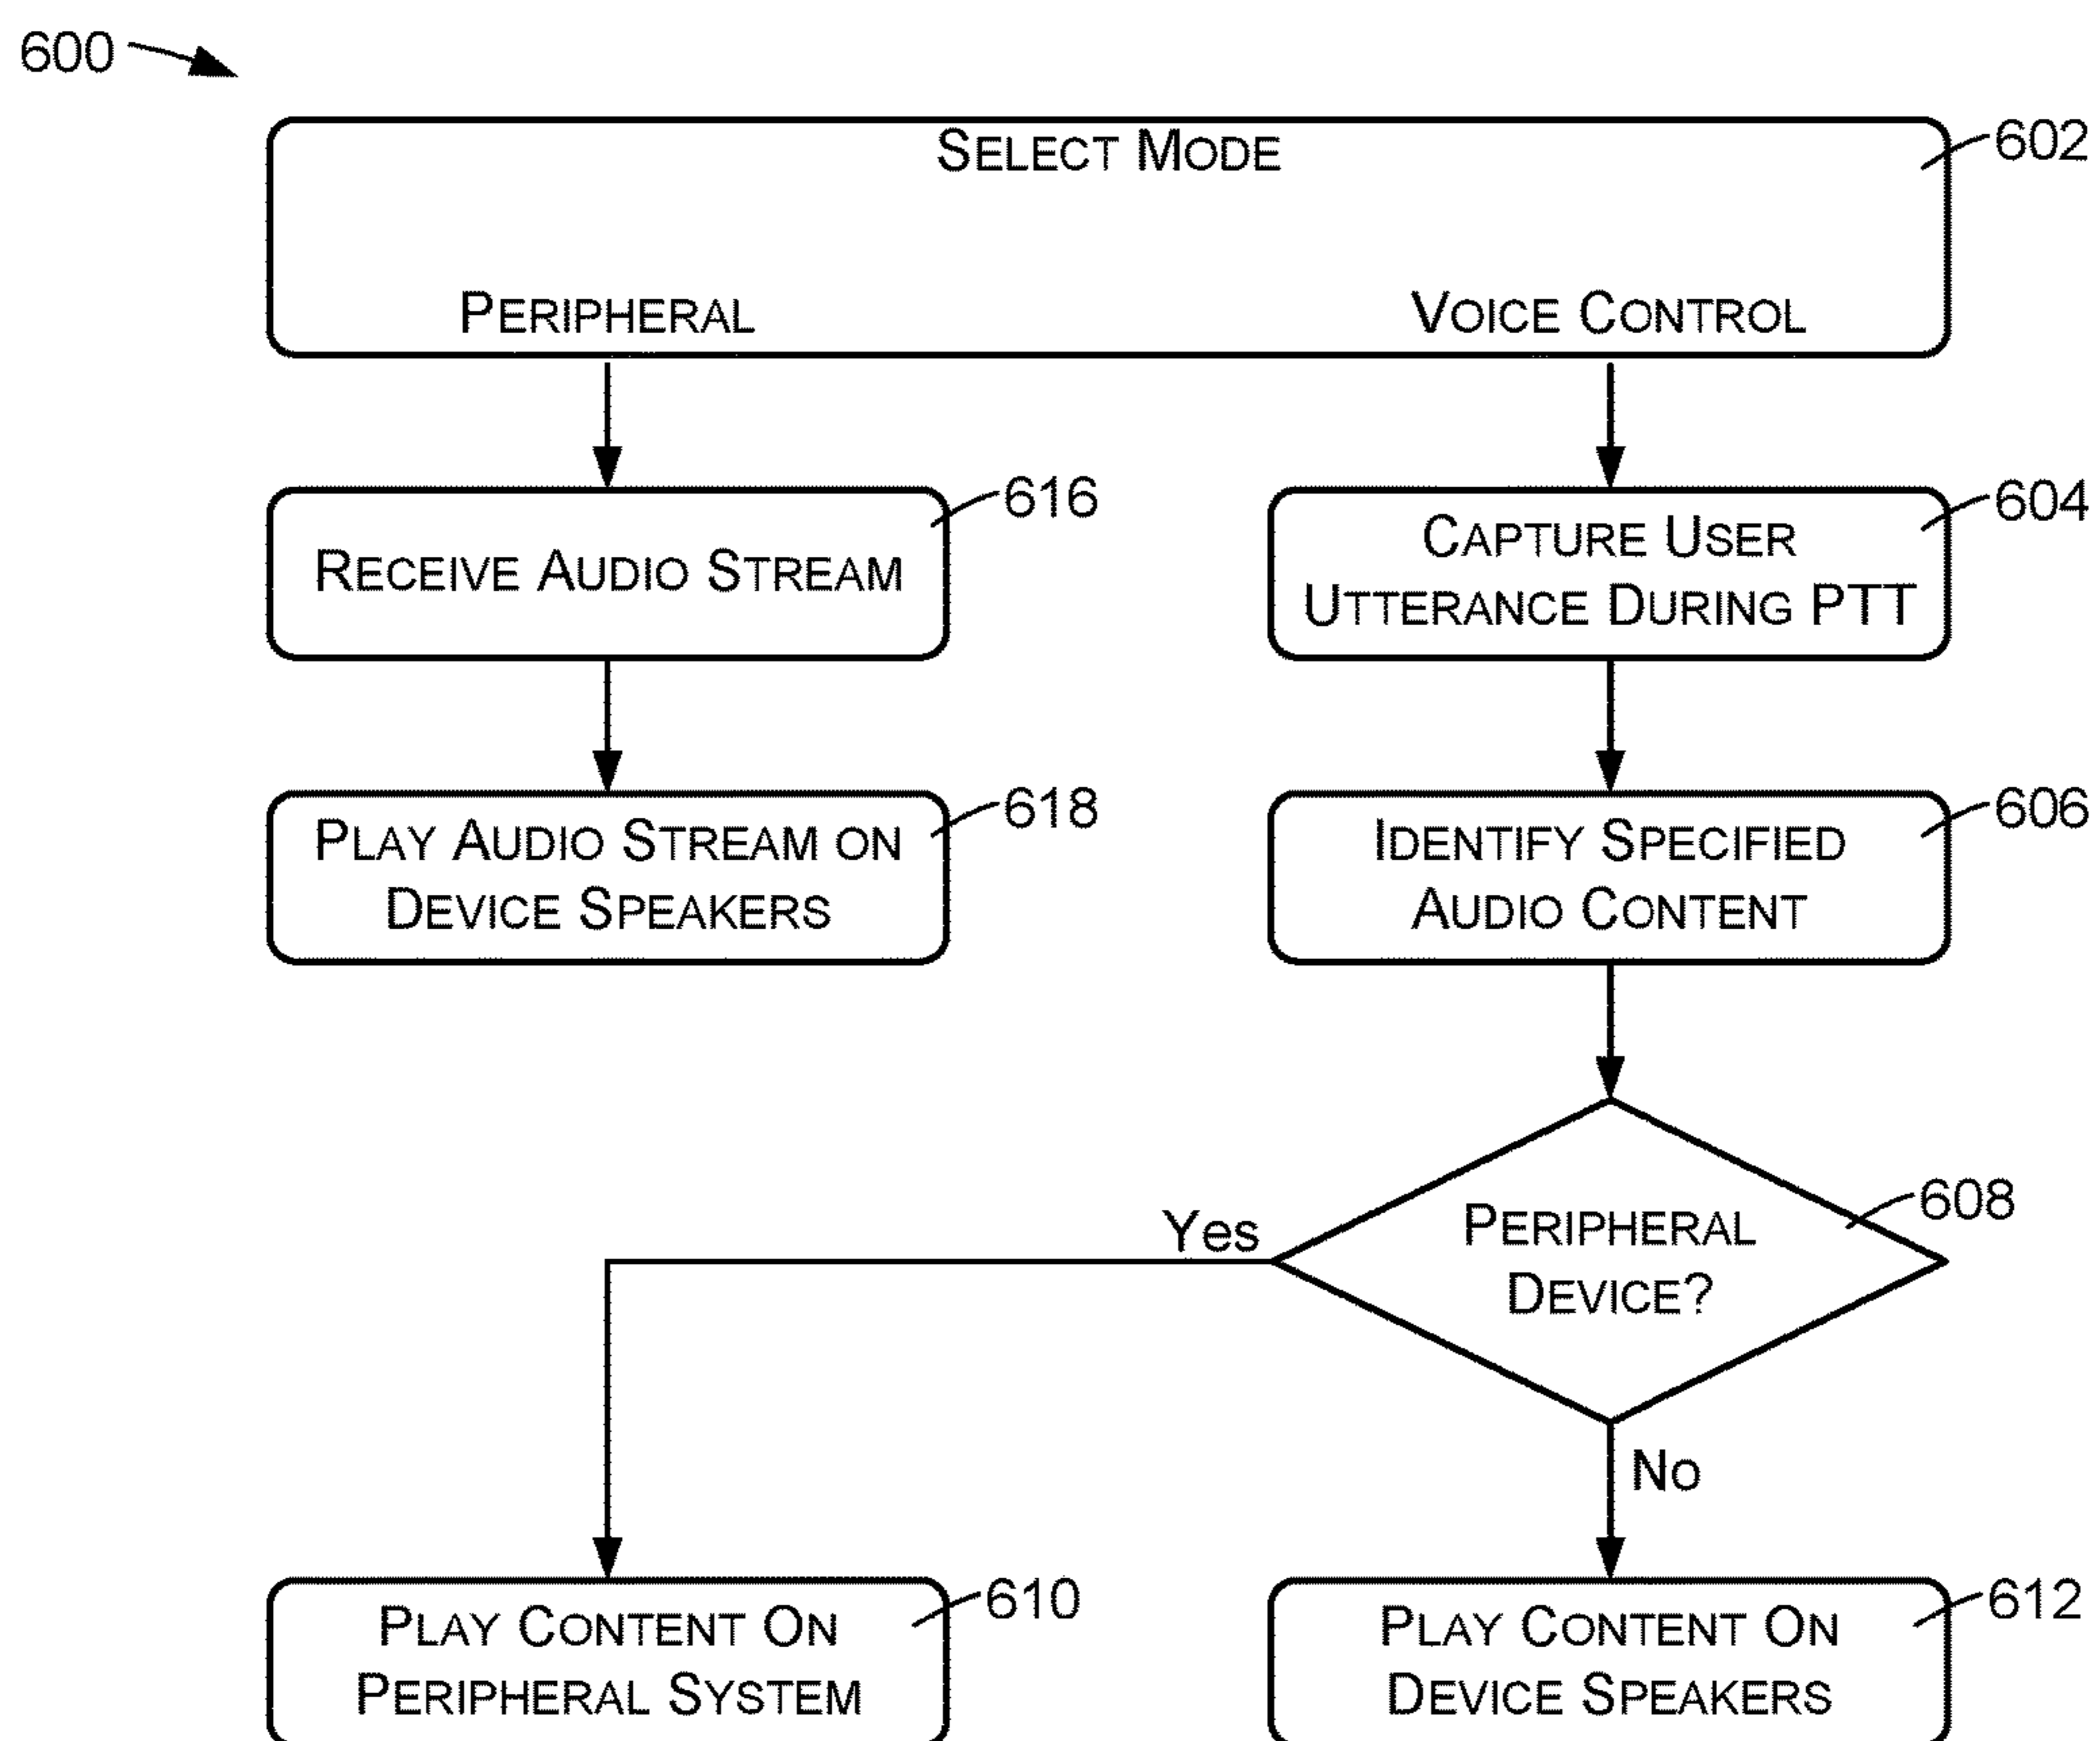 600
SELECT MODE
602
PERIPHERAL
VOICE CONTROL
616
RECEIVE AUDIO STREAM
604
CAPTURE USER
UTTERANCE DURING PTT
618
PLAY AUDIO STREAM ON
DEVICE SPEAKERS
606
IDENTIFY SPECIFIED
AUDIO CONTENT
608
PERIPHERAL
DEVICE?
Yes
No
610
PLAY CONTENT ON
PERIPHERAL SYSTEM
612
PLAY CONTENT ON
DEVICE SPEAKERS